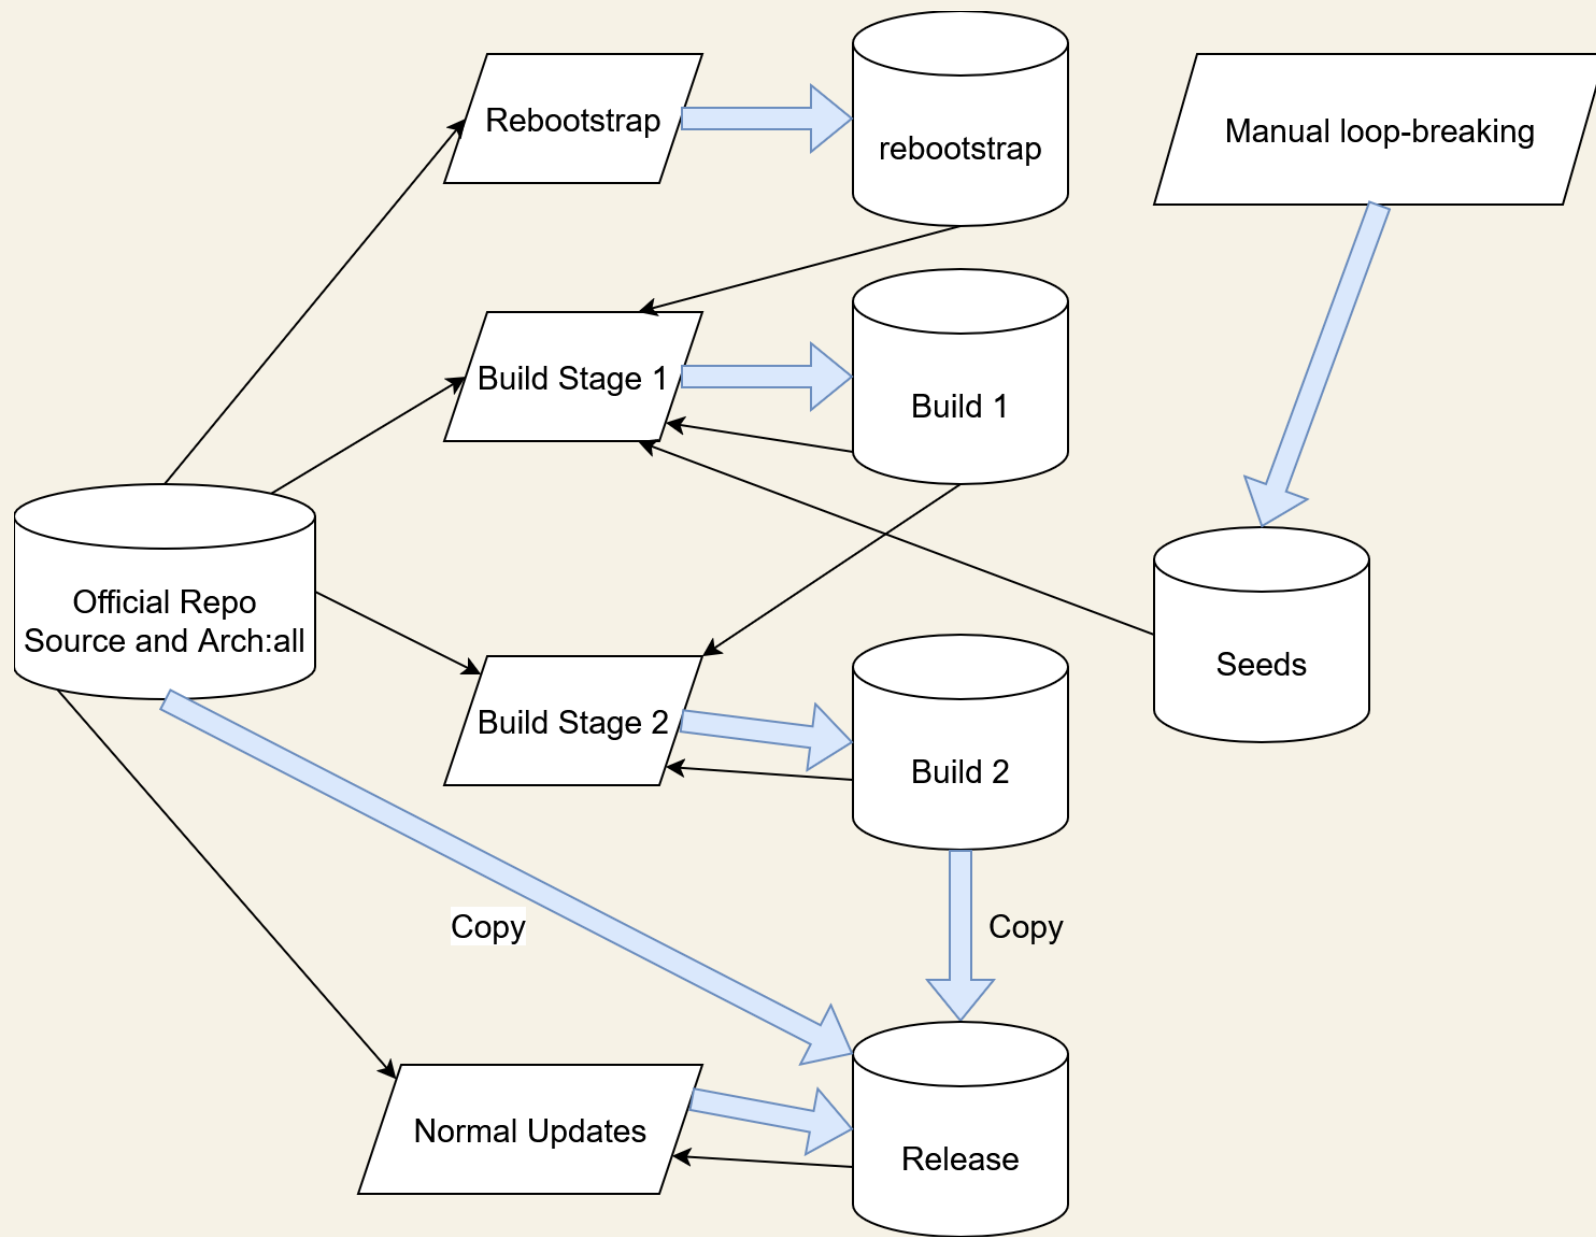 Rebootstrap
rebootstrap
Manual loop-breaking
Build Stage 1
Build 1
Official Repo
Source and Arch:all
Seeds
Build Stage 2
Build 2
Copy
Copy
Normal Updates
Release